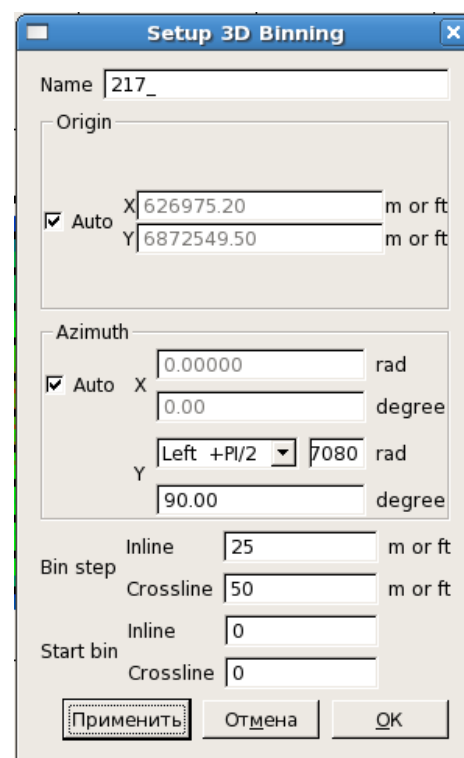 Setup 3D Binning
Name 217_
Origin
Auto
X 626975.20 m or ft
Y 6872549.50 m or ft
Azimuth
Auto
X 0.00000 rad
0.00 degree
Y Left +PI/2 7080 rad
90.00 degree
Bin step
Inline 25 m or ft
Crossline 50 m or ft
Start bin
Inline 0
Crossline 0
Применить Отмена OK